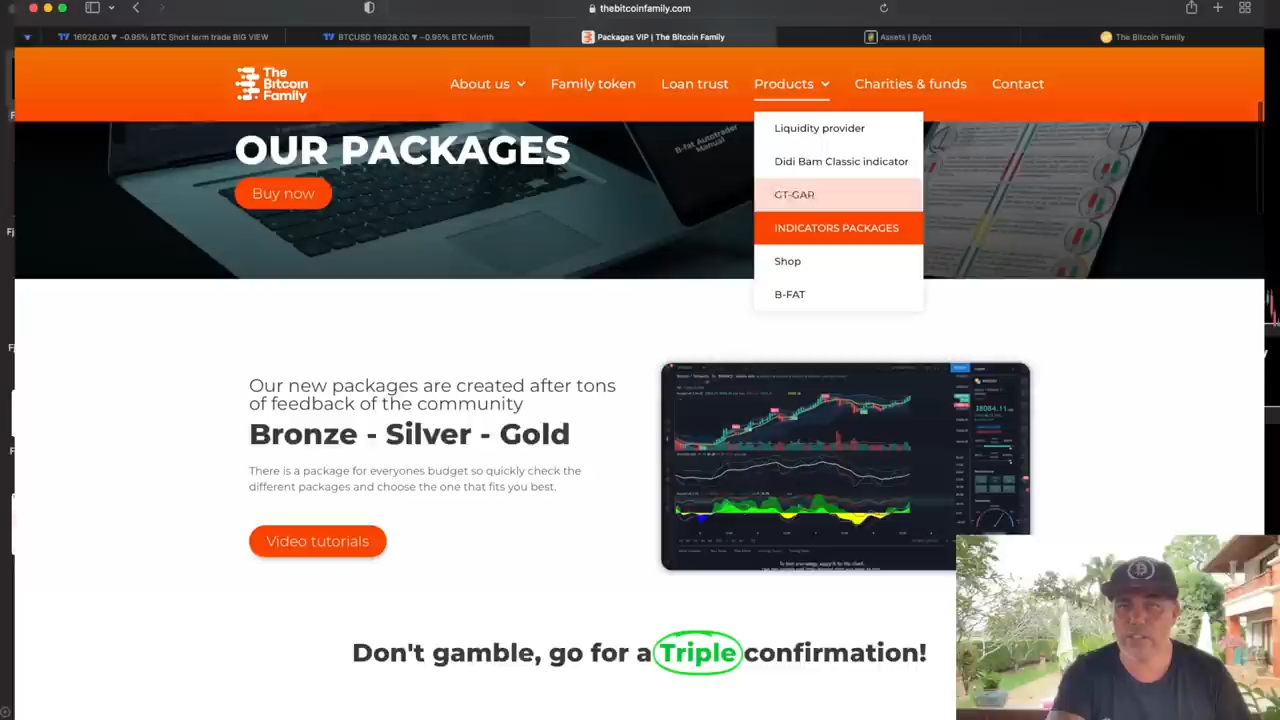 thebitcoinfamily.com
16928.00 ▼ −0.95% BTC Short term trade BIG VIEW
BTCUSD 16928.00 ▼ −0.95% BTC Month
Packages VIP | The Bitcoin Family
Assets | Bybit
The Bitcoin Family
The
Bitcoin
Family
About us
Family token
Loan trust
Products
Charities & funds
Contact
Liquidity provider
Didi Bam Classic indicator
GT-GAR
INDICATORS PACKAGES
Shop
B-FAT
OUR PACKAGES
Buy now
B-fat Autotrader
Manual
Our new packages are created after tons
of feedback of the community
Bronze - Silver - Gold
There is a package for everyones budget so quickly check the
different packages and choose the one that fits you best.
Video tutorials
38084.11
Don't gamble, go for a Triple confirmation!